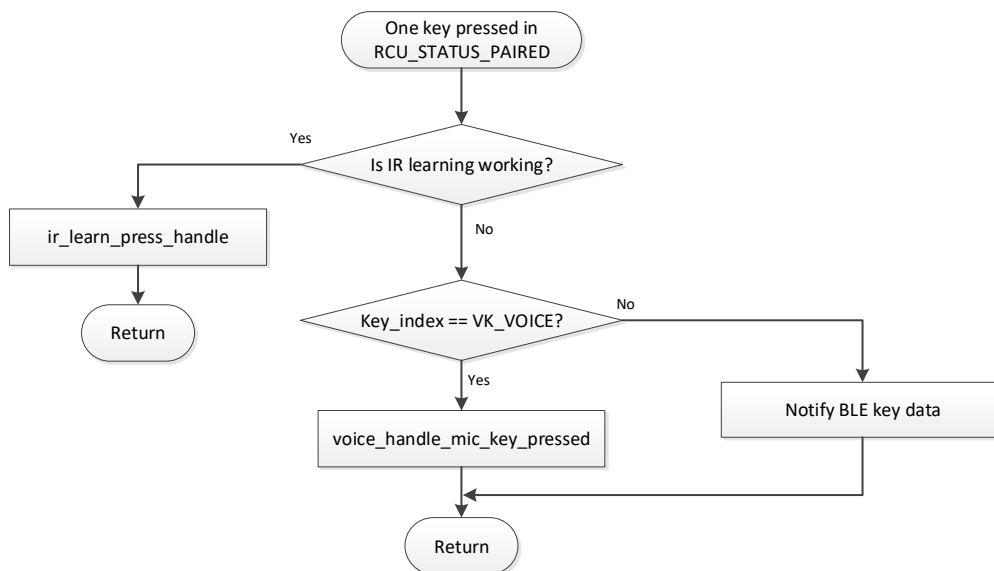 One key pressed in
RCU_STATUS_PAIRED
Yes
Is IR learning working?
ir_learn_press_handle
No
Return
Key_index == VK_VOICE?
No
Yes
Notify BLE key data
voice_handle_mic_key_pressed
Return